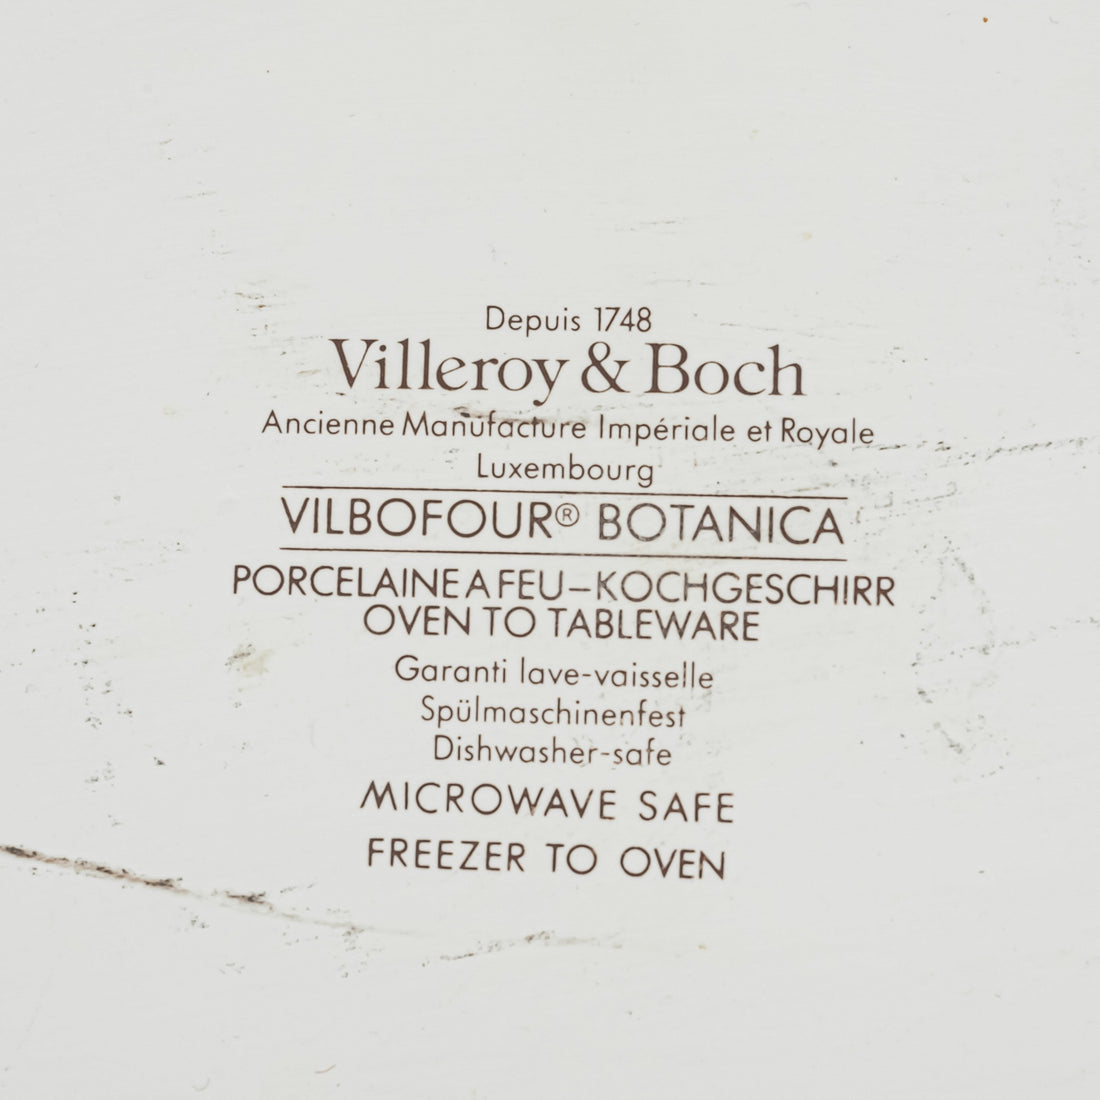 Depuis 1748
Villeroy & Boch
Ancienne Manufacture Impériale et Royale
Luxembourg
VILBOFOUR® BOTANICA
PORCELAINE A FEU-KOCHGESCHIRR
OVEN TO TABLEWARE
Garanti lave-vaisselle
Spülmaschinenfest
Dishwasher-safe
MICROWAVE SAFE
FREEZER TO OVEN